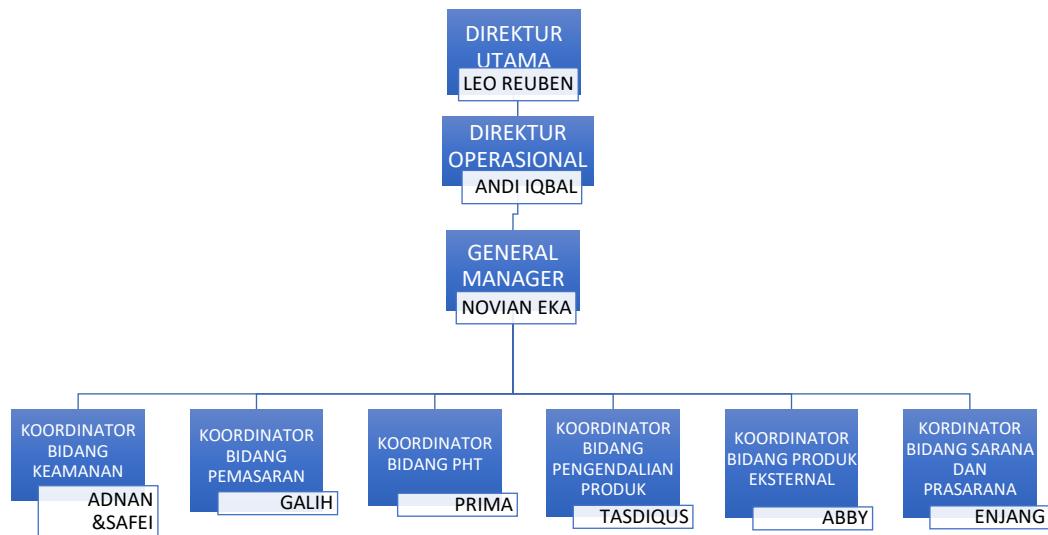 DIREKTUR
UTAMA
LEO REUBEN
DIREKTUR
OPERASIONAL
ANDI IQBAL
GENERAL
MANAGER
NOVIAN EKA
KOORDINATOR
BIDANG
KEAMANAN
ADNAN
&SAFEI
KOORDINATOR
BIDANG
PEMASARAN
GALIH
KOORDINATOR
BIDANG PHT
PRIMA
KOORDINATOR
BIDANG
PENGENDALIAN
PRODUK
TASDIQUS
KOORDINATOR
BIDANG PRODUK
EKSTERNAL
ABBY
KORDINATOR
BIDANG SARANA
DAN
PRASARANA
ENJANG